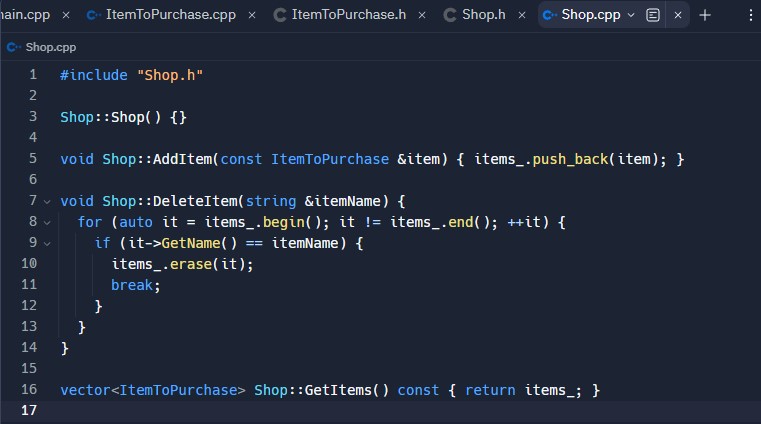 ain.cpp × ItemToPurchase.cpp × ItemToPurchase.h × Shop.h × Shop.cpp × +
Shop.cpp
1 #include "Shop.h"
2
3 Shop::Shop() {}
4
5 void Shop::AddItem(const ItemToPurchase &item) { items_.push_back(item); }
6
7 void Shop::DeleteItem(string &itemName) {
8 for (auto it = items_.begin(); it != items_.end(); ++it) {
9 if (it->GetName() == itemName) {
10 items_.erase(it);
11 break;
12 }
13 }
14 }
15
16 vector<ItemToPurchase> Shop::GetItems() const { return items_; }
17